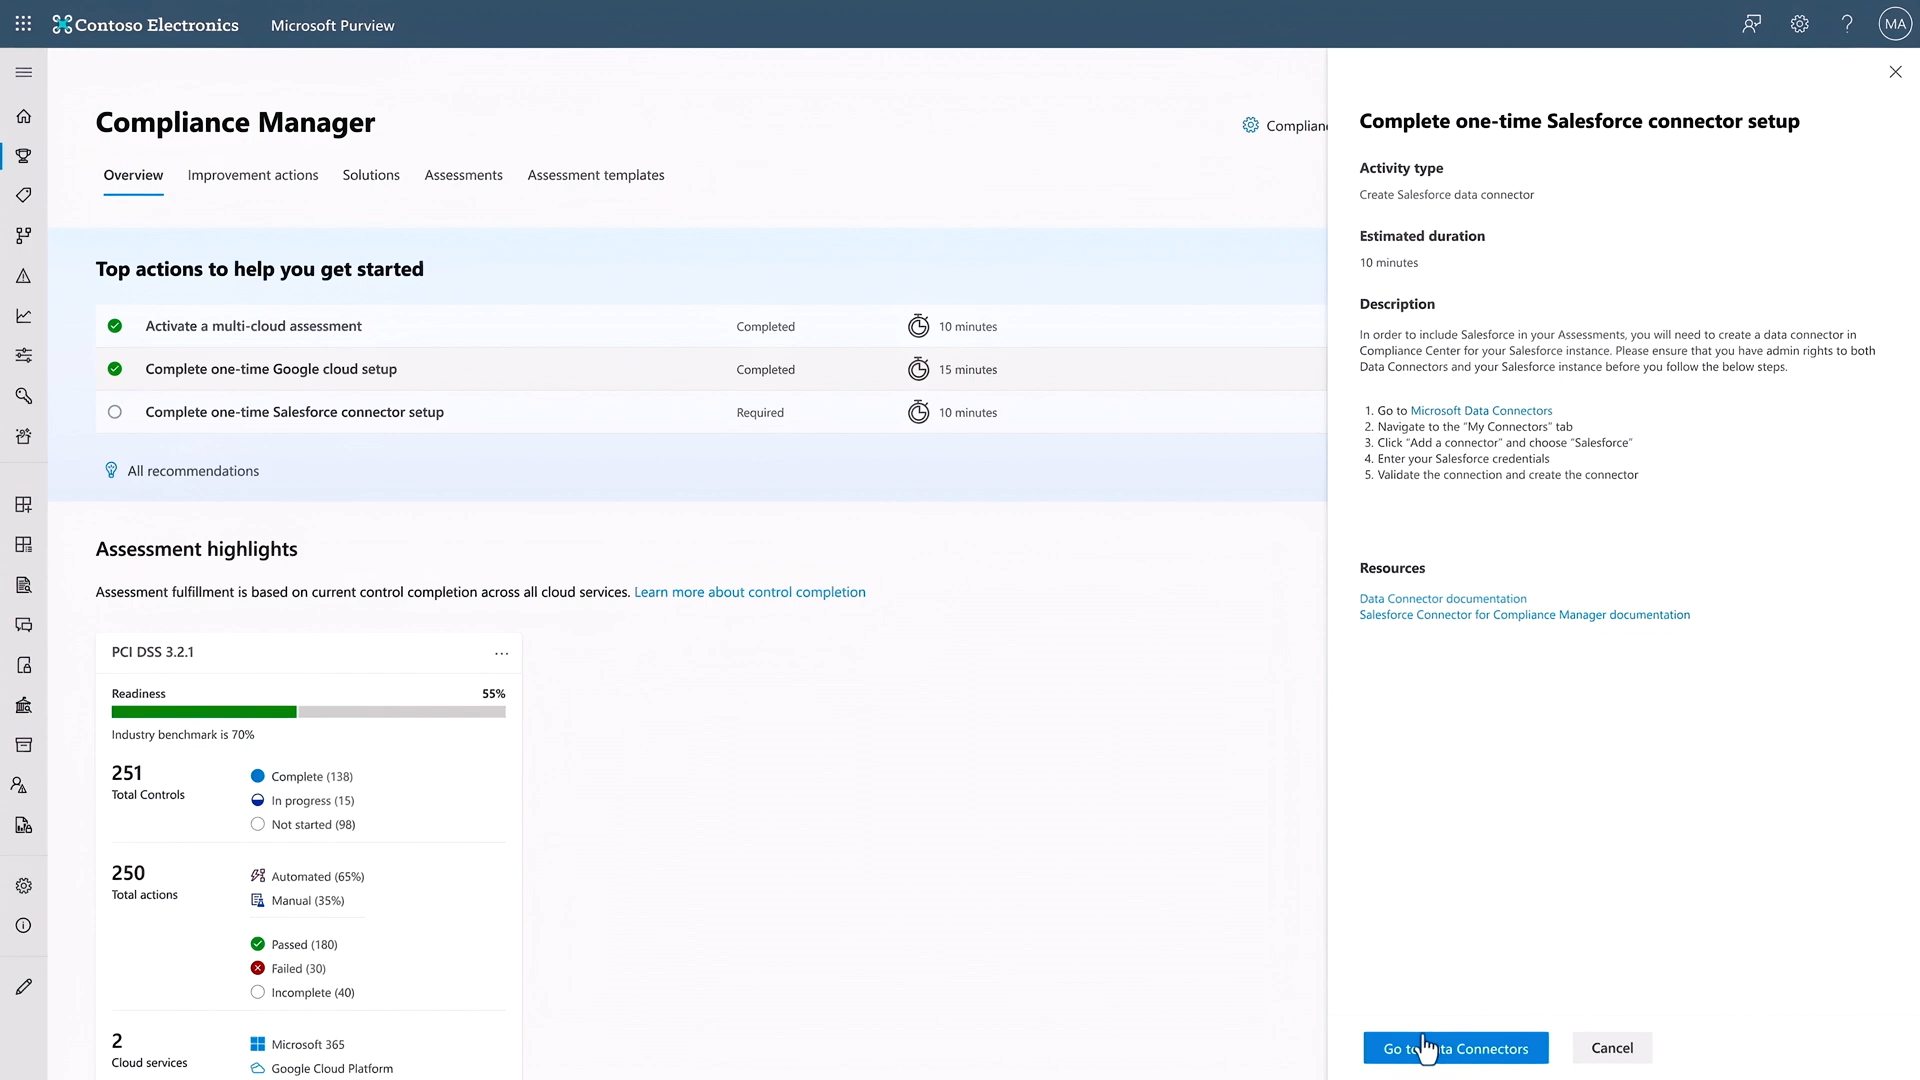 Contoso Electronics
Microsoft Purview
MA
Compliance Manager
Overview
Improvement actions
Solutions
Assessments
Assessment templates
Top actions to help you get started
Activate a multi-cloud assessment
Completed
10 minutes
Complete one-time Google cloud setup
Completed
15 minutes
Complete one-time Salesforce connector setup
Required
10 minutes
All recommendations
Assessment highlights
Assessment fulfillment is based on current control completion across all cloud services. Learn more about control completion
PCI DSS 3.2.1
Readiness
55%
Industry benchmark is 70%
251
Total Controls
Complete (138)
In progress (15)
Not started (98)
250
Total actions
Automated (65%)
Manual (35%)
Passed (180)
Failed (30)
Incomplete (40)
2
Cloud services
Microsoft 365
Google Cloud Platform
Complete one-time Salesforce connector setup
Activity type
Create Salesforce data connector
Estimated duration
10 minutes
Description
In order to include Salesforce in your Assessments, you will need to create a data connector in
Compliance Center for your Salesforce instance. Please ensure that you have admin rights to both
Data Connectors and your Salesforce instance before you follow the below steps.
1. Go to Microsoft Data Connectors
2. Navigate to the "My Connectors" tab
3. Click "Add a connector" and choose "Salesforce"
4. Enter your Salesforce credentials
5. Validate the connection and create the connector
Resources
Data Connector documentation
Salesforce Connector for Compliance Manager documentation
Go Connectors
Cancel